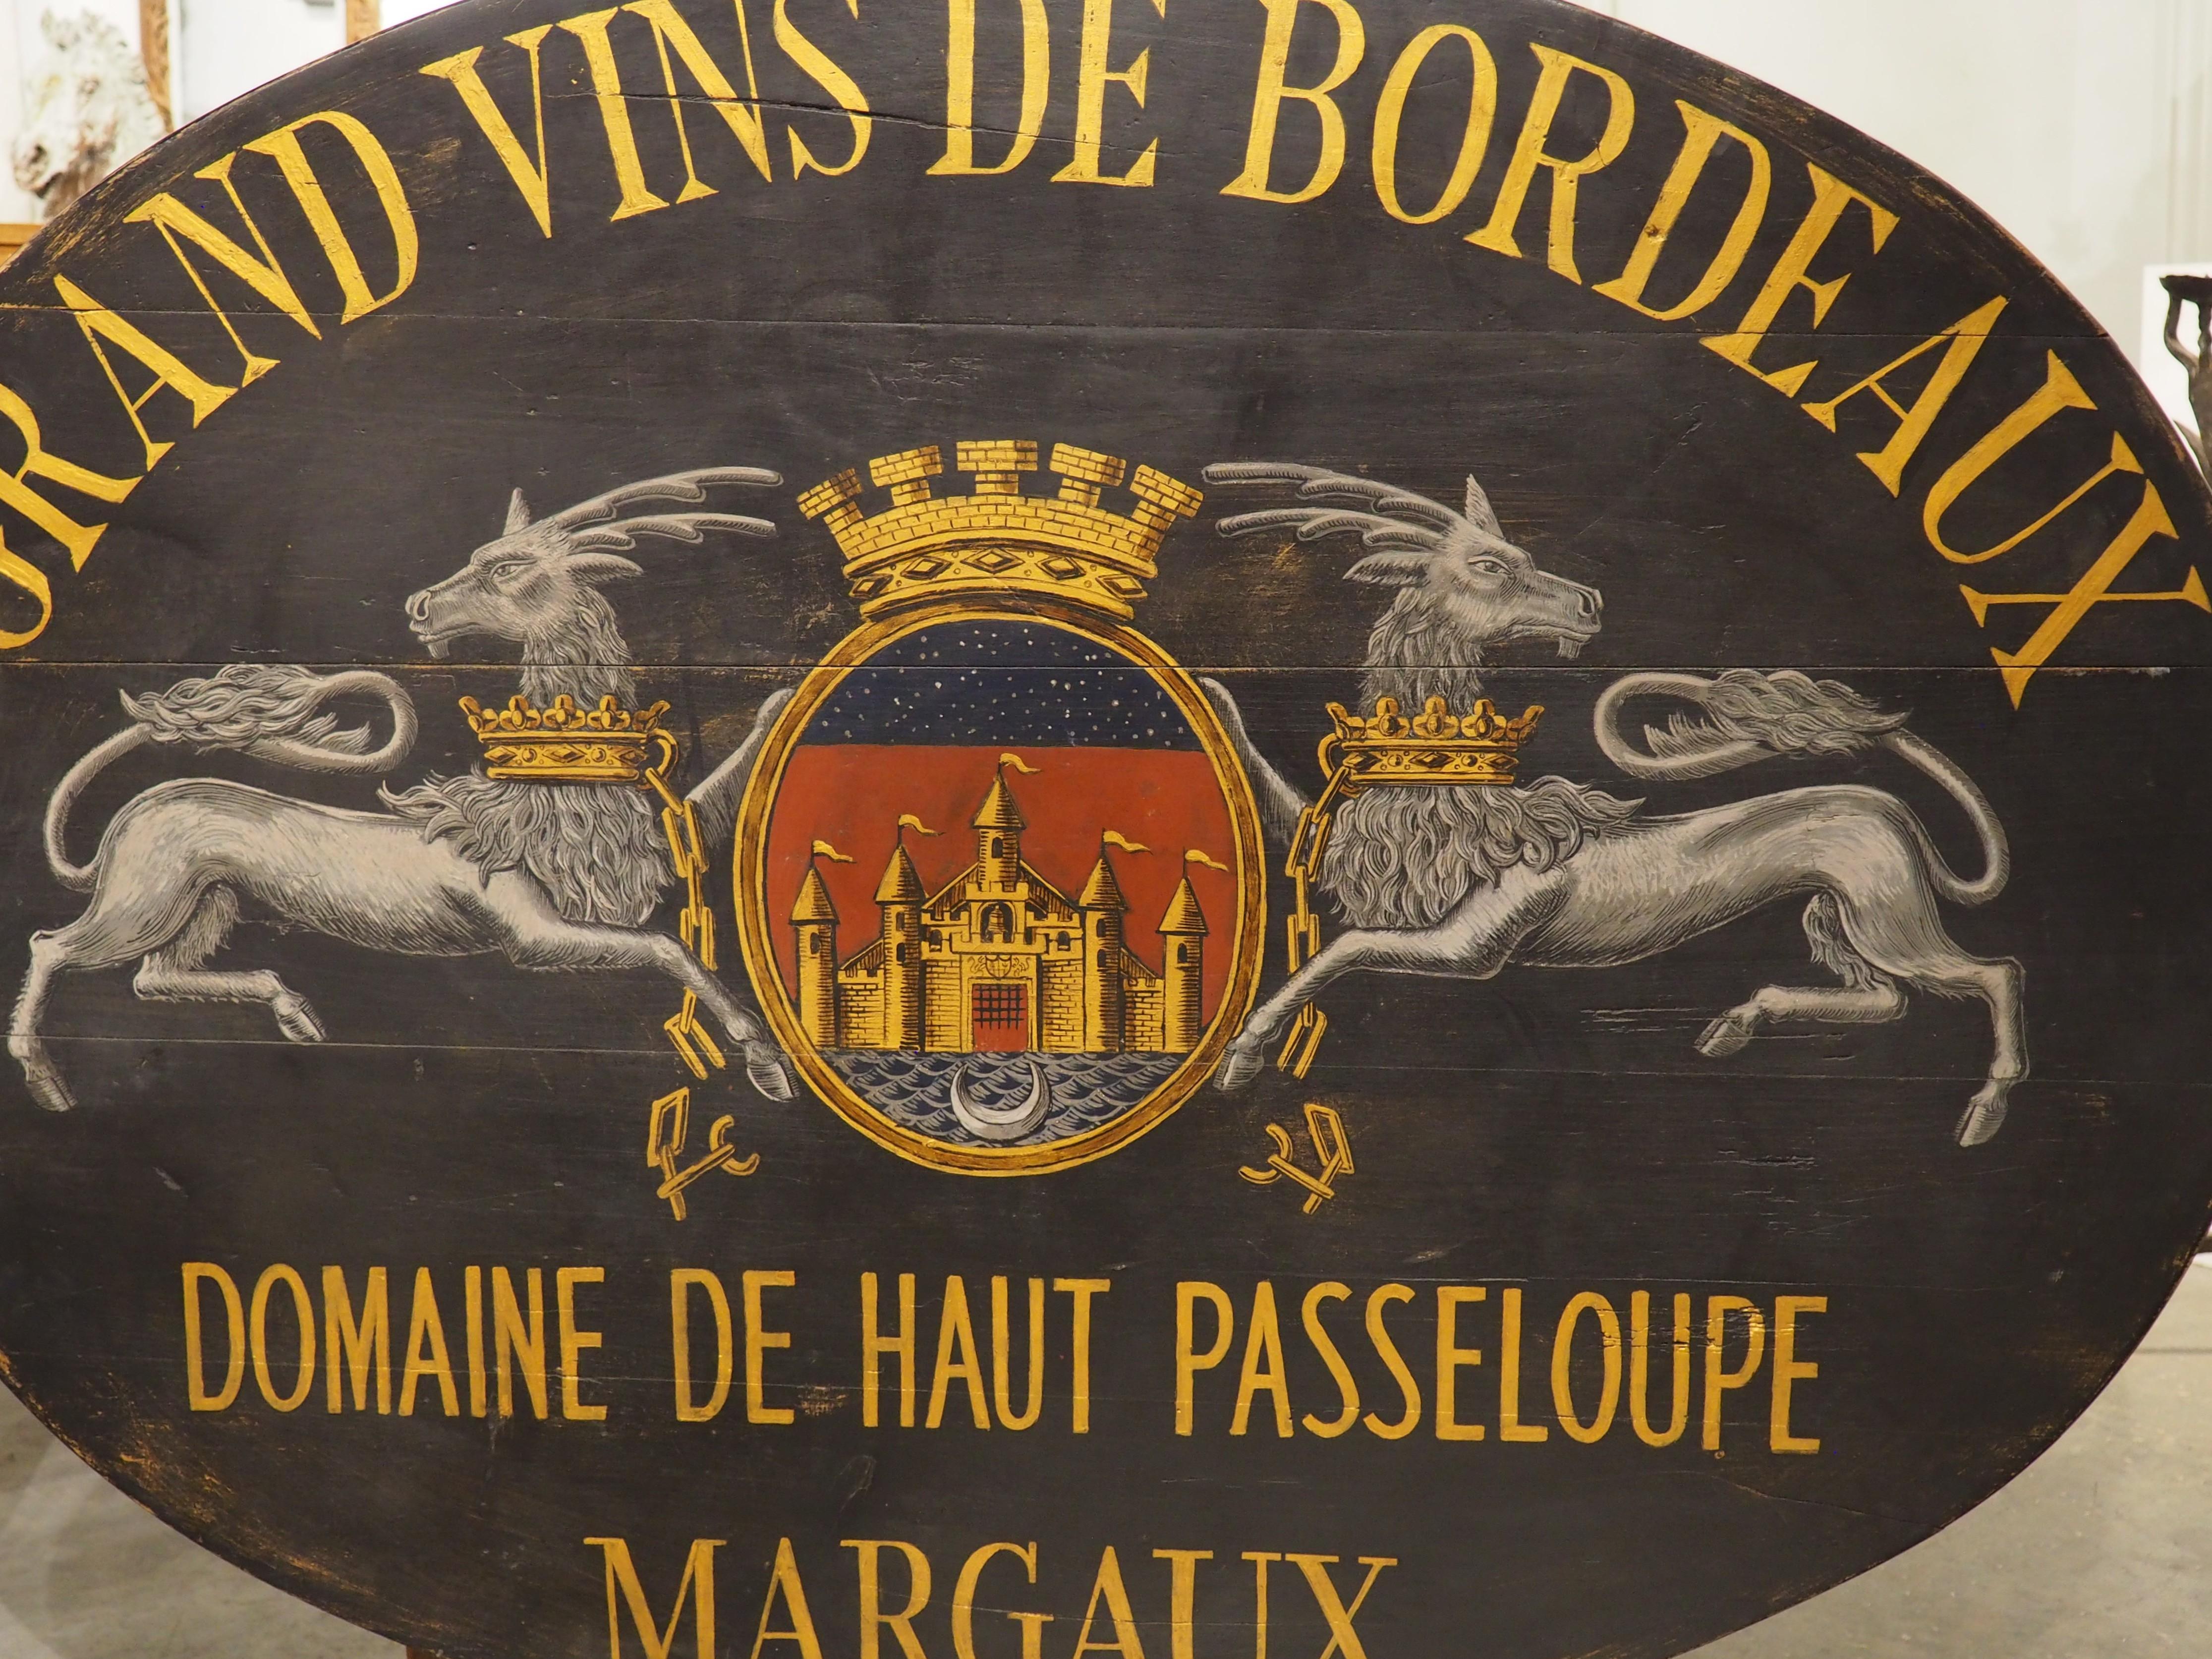 GRAND VINS DE BORDEAUX
DOMAINE DE HAUT PASSELOUPE
MARGAUX